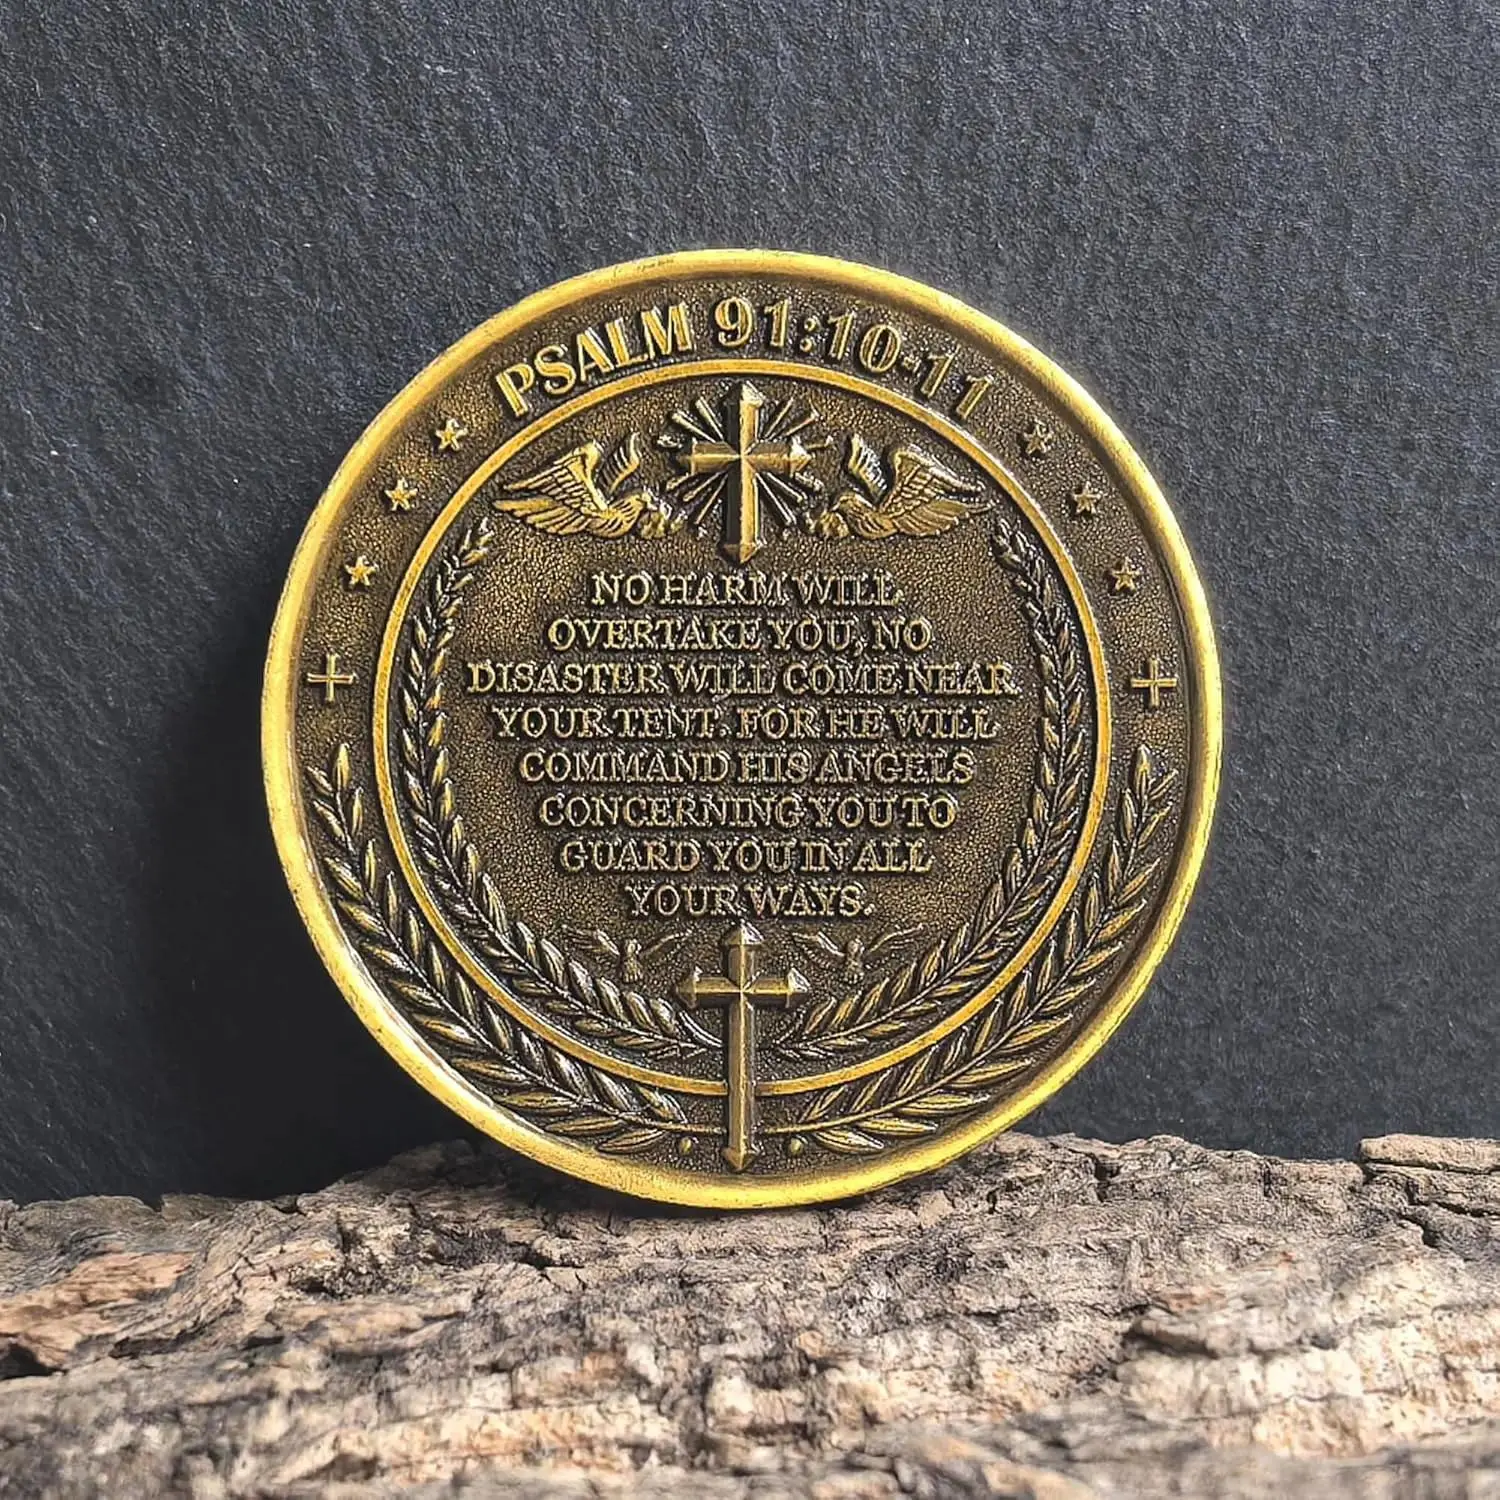 PSALM 91:10-11
NO HARM WILL
OVERTAKE YOU, NO
DISASTER WILL COME NEAR
YOUR TENT. FOR HE WILL
COMMAND HIS ANGELS
CONCERNING YOU TO
GUARD YOU IN ALL
YOUR WAYS.